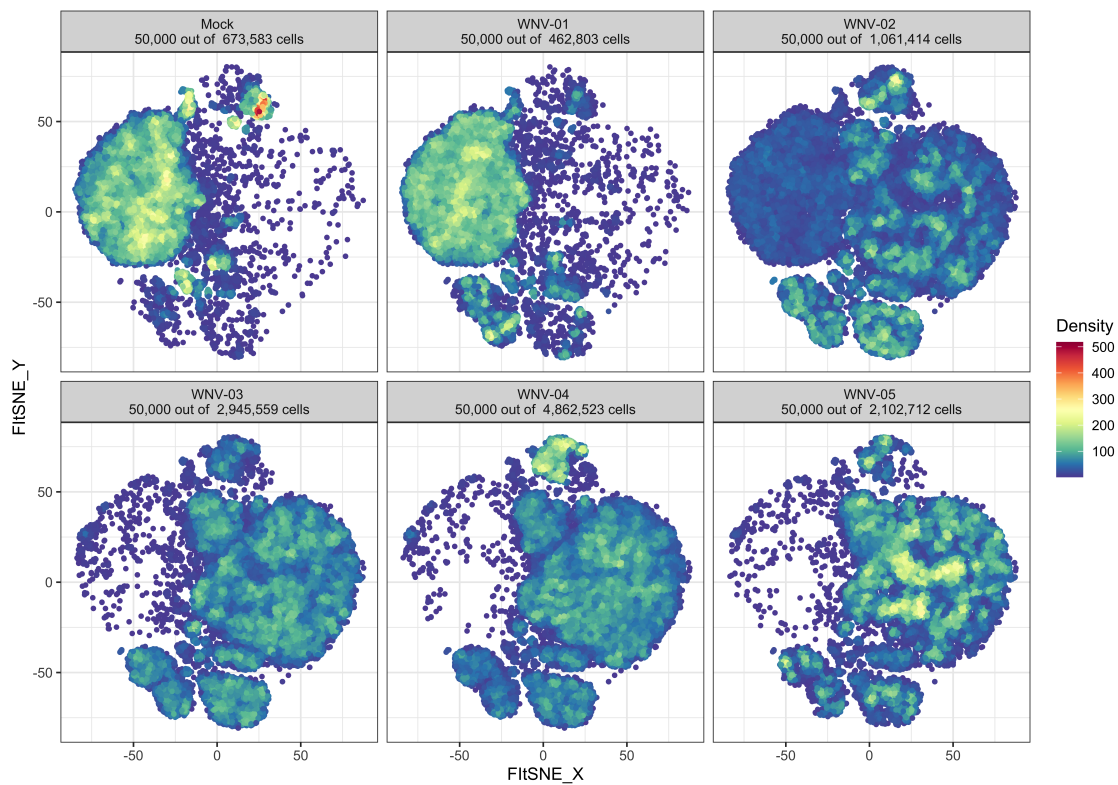 Mock
50,000 out of  673,583 cells
WNV-01
50,000 out of  462,803 cells
WNV-02
50,000 out of  1,061,414 cells
50
0
-50
WNV-03
50,000 out of  2,945,559 cells
WNV-04
50,000 out of  4,862,523 cells
WNV-05
50,000 out of  2,102,712 cells
50
0
-50
-50
0
50
-50
0
50
-50
0
50
FItSNE_X
FItSNE_Y
Density
500
400
300
200
100